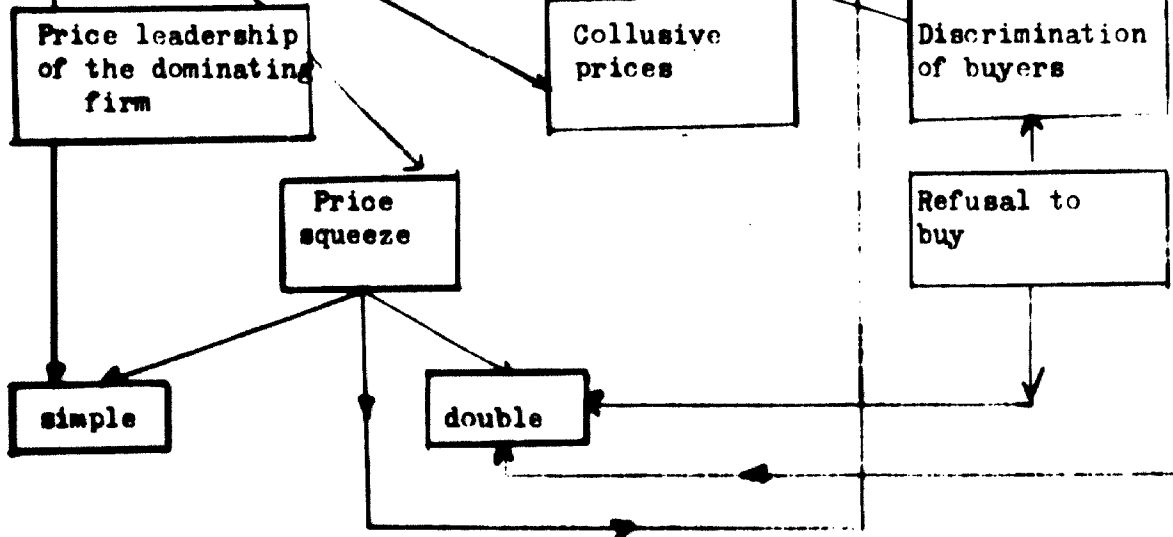 Price leadership
of the dominating
firm
Collusive
prices
Discrimination
of buyers
Price
squeeze
Refusal to
buy
simple
double